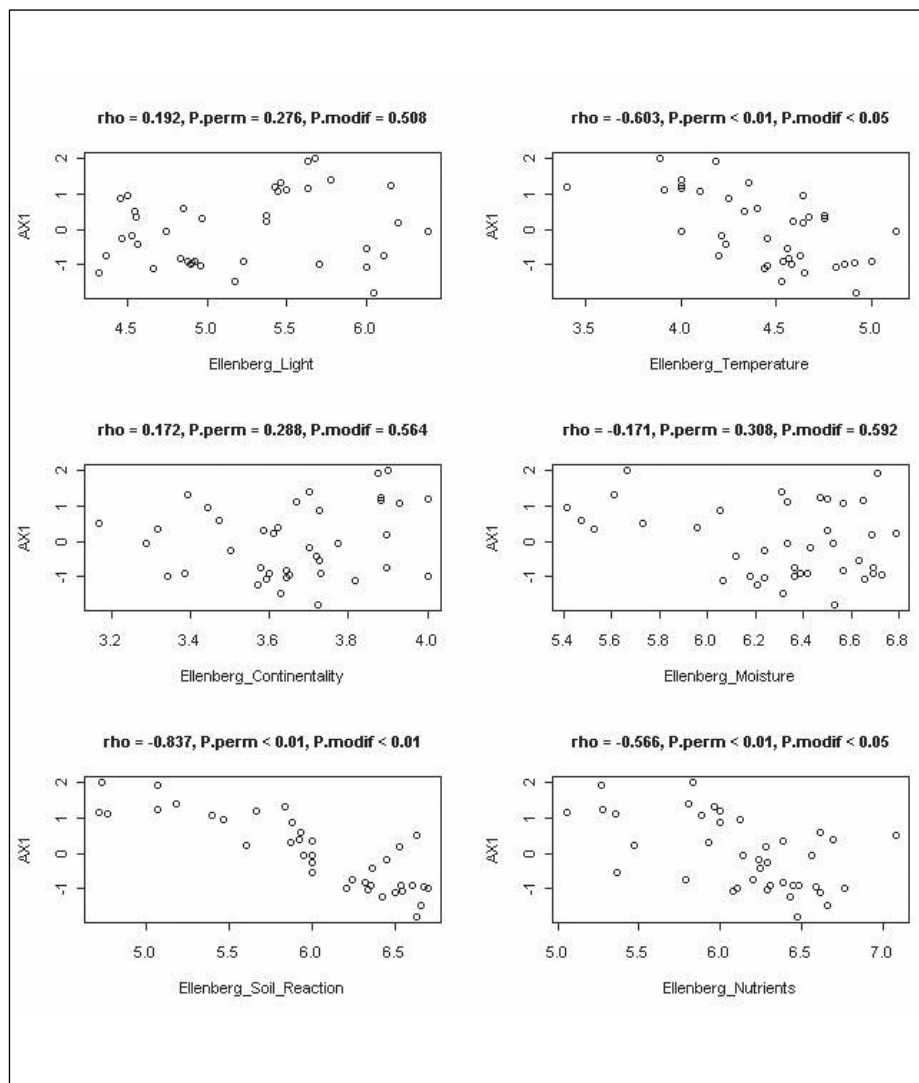 rho = 0.192, P.perm = 0.276, P.modif = 0.508
AX1
2
1
0
-1
4.5 5.0 5.5 6.0
Ellenberg_Light
rho = -0.603, P.perm < 0.01, P.modif < 0.05
AX1
2
1
0
-1
3.5 4.0 4.5 5.0
Ellenberg_Temperature
rho = 0.172, P.perm = 0.288, P.modif = 0.564
AX1
2
1
0
-1
3.2 3.4 3.6 3.8 4.0
Ellenberg_Continentality
rho = -0.171, P.perm = 0.308, P.modif = 0.592
AX1
2
1
0
-1
5.4 5.6 5.8 6.0 6.2 6.4 6.6 6.8
Ellenberg_Moisture
rho = -0.837, P.perm < 0.01, P.modif < 0.01
AX1
2
1
0
-1
5.0 5.5 6.0 6.5
Ellenberg_Soil_Reaction
rho = -0.566, P.perm < 0.01, P.modif < 0.05
AX1
2
1
0
-1
5.0 5.5 6.0 6.5 7.0
Ellenberg_Nutrients